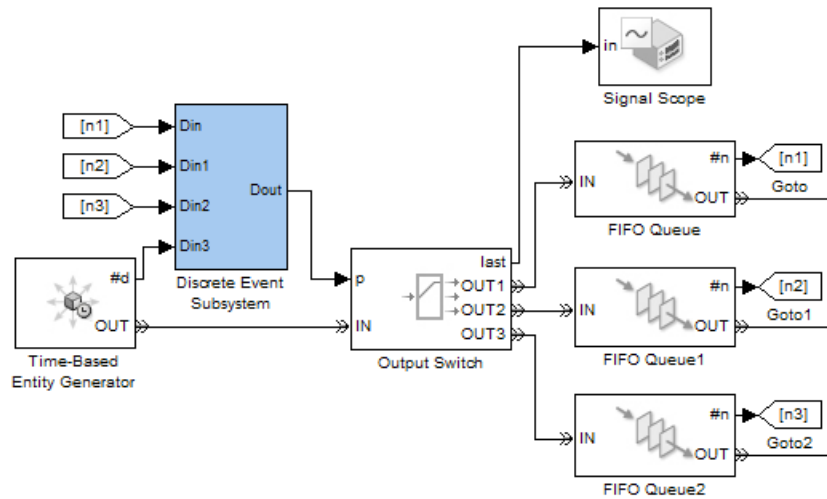 in
Signal Scope
[n1]
[n2]
[n3]
Din
Din1
Din2
Din3
Dout
Discrete Event
Subsystem
#d
OUT
Time-Based
Entity Generator
p
IN
last
OUT1
OUT2
OUT3
Output Switch
IN
#n
OUT
FIFO Queue
[n1]
Goto
IN
#n
OUT
FIFO Queue1
[n2]
Goto1
IN
#n
OUT
FIFO Queue2
[n3]
Goto2